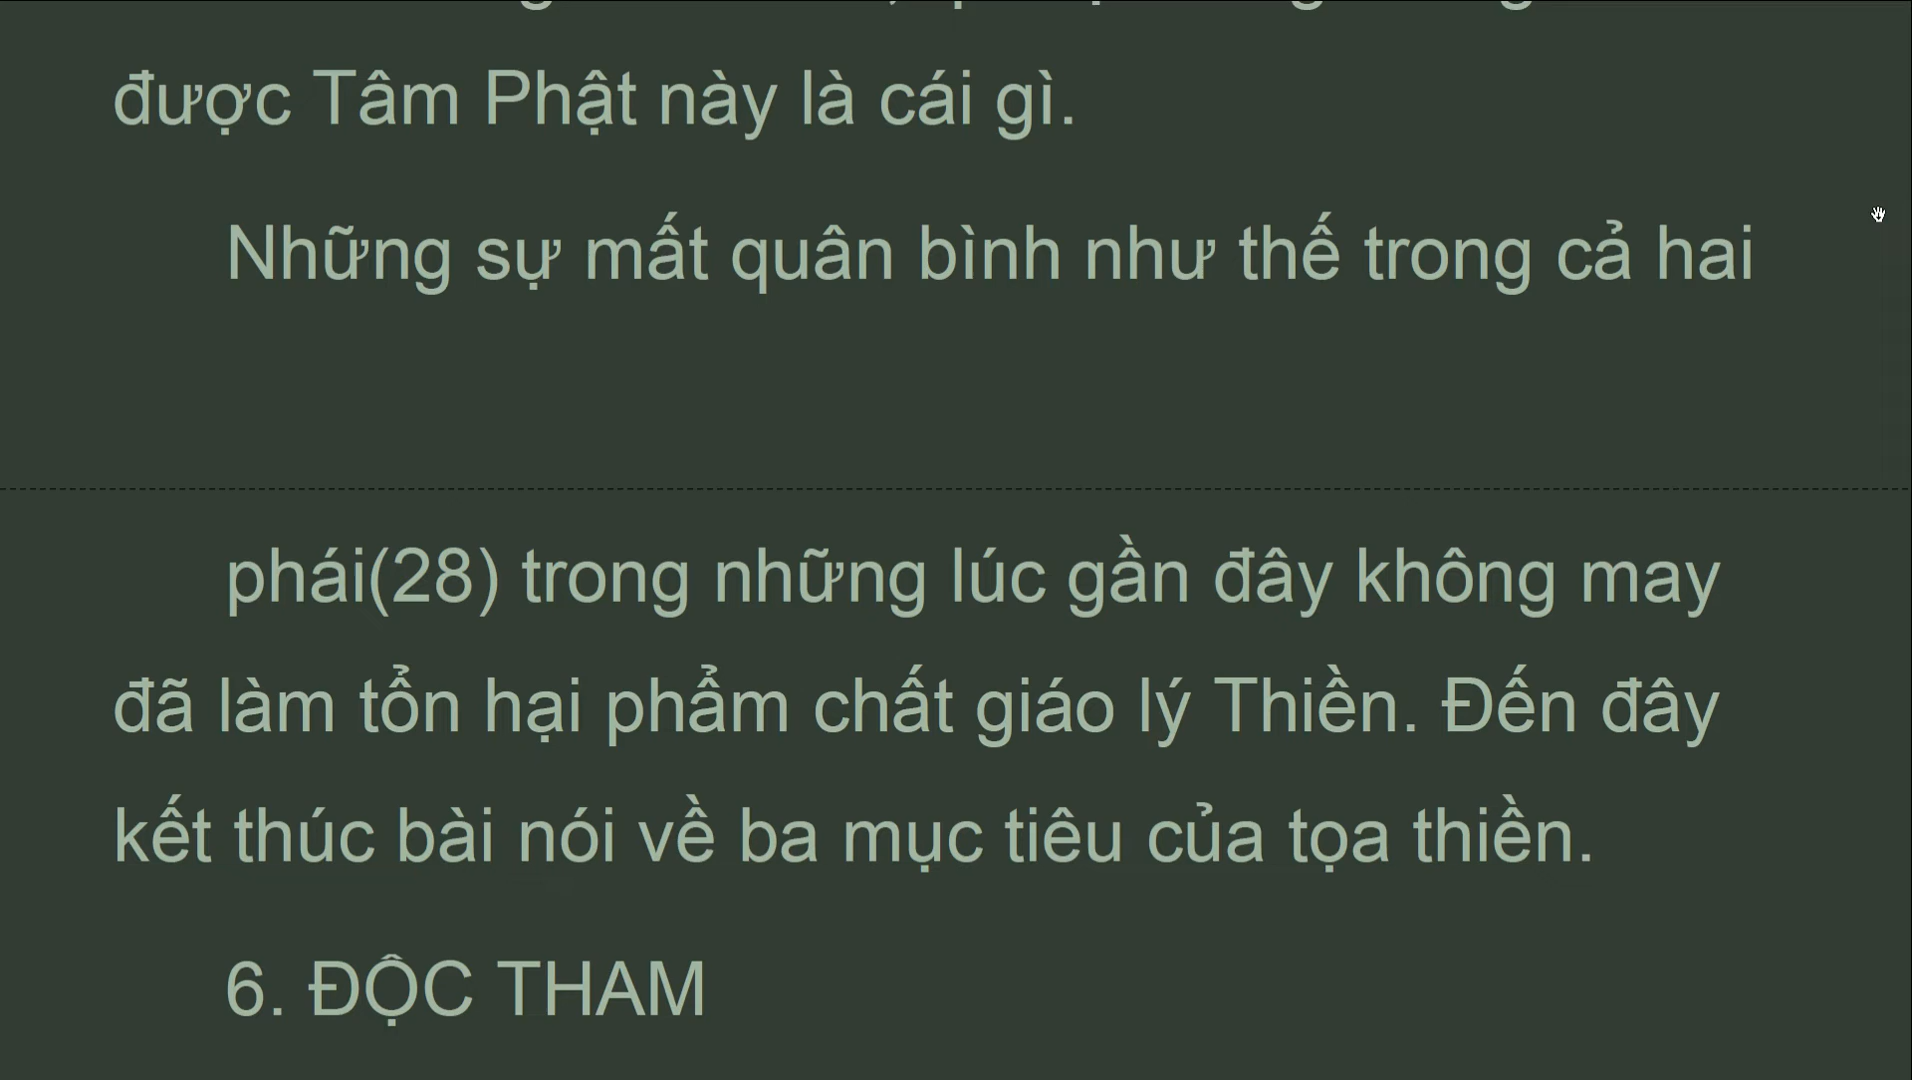 được Tâm Phật này là cái gì.
Những sự mất quân bình như thế trong cả hai
phái(28) trong những lúc gần đây không may
đã làm tổn hại phẩm chất giáo lý Thiền. Đến đây
kết thúc bài nói về ba mục tiêu của tọa thiền.
6. ĐỘC THAM